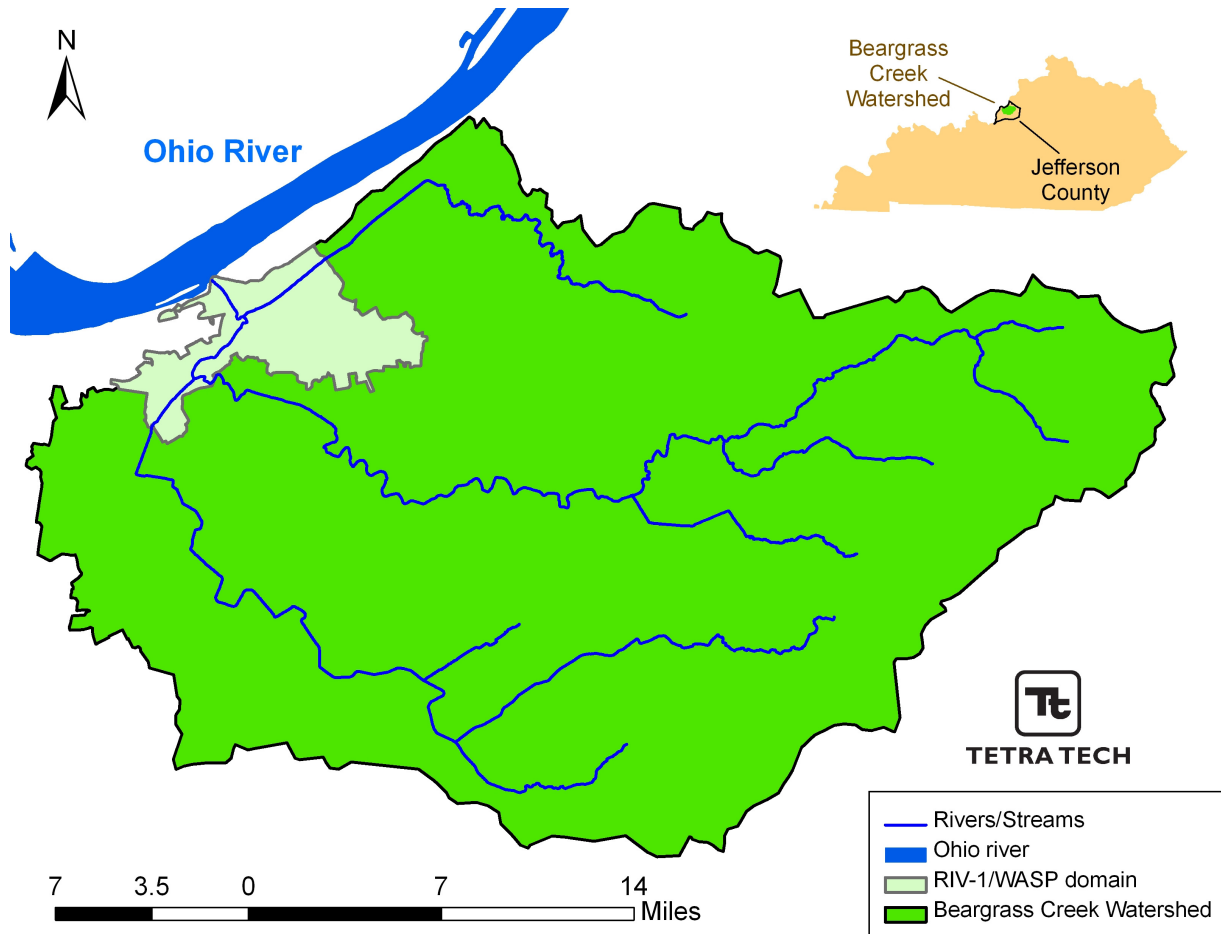 N
Ohio River
Beargrass
Creek
Watershed
Jefferson
County
Tt
TETRA TECH
Rivers/Streams
Ohio river
RIV-1/WASP domain
Beargrass Creek Watershed
7 3.5 0 7 14
Miles